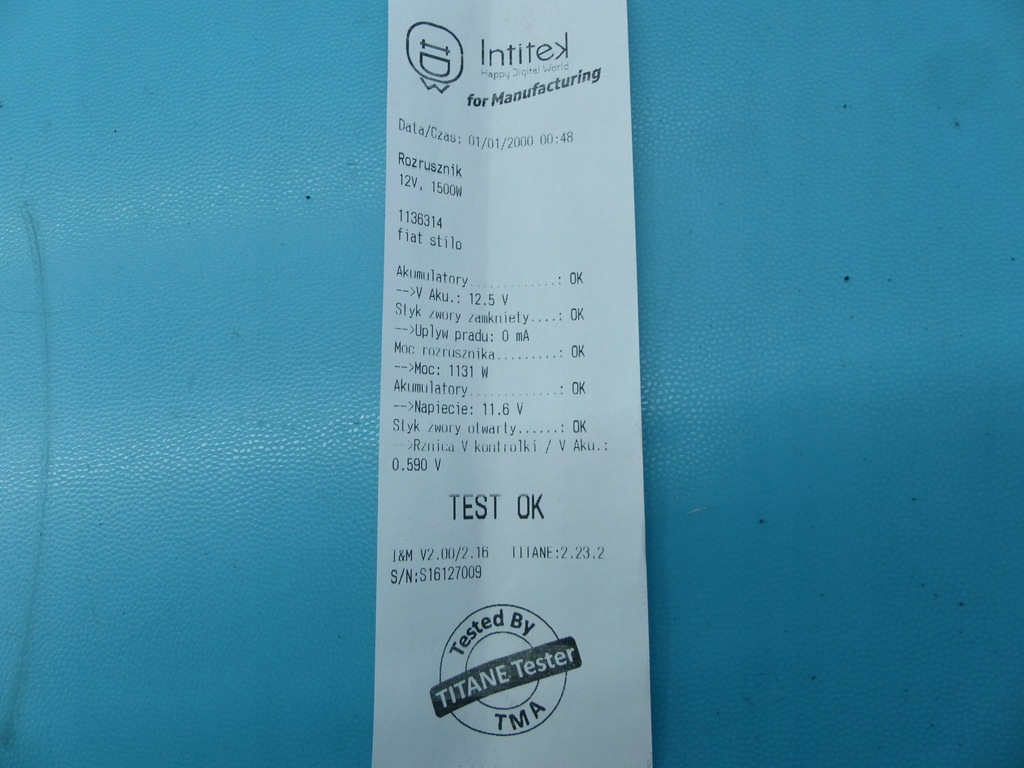 Intitek
Happy Digital World
for Manufacturing
Data/Czas: 01/01/2000 00:48
Rozrusznik
12V, 1500W
1136314
fiat stilo
Akumulatory............: OK
-->V Aku.: 12.5 V
Styk zwory zamkniety....: OK
-->Uplyw pradu: 0 mA
Moc rozrusznika.........: OK
-->Moc: 1131 W
Akumulatory............: OK
-->Napiecie: 11.6 V
Styk zwory otwarty......: OK
-->Rznica V kontrolki / V Aku.:
0.590 V
TEST OK
I&M V2.00/2.16 TITANE:2.23.2
S/N:S16127009
Tested By
TITANE Tester
TMA